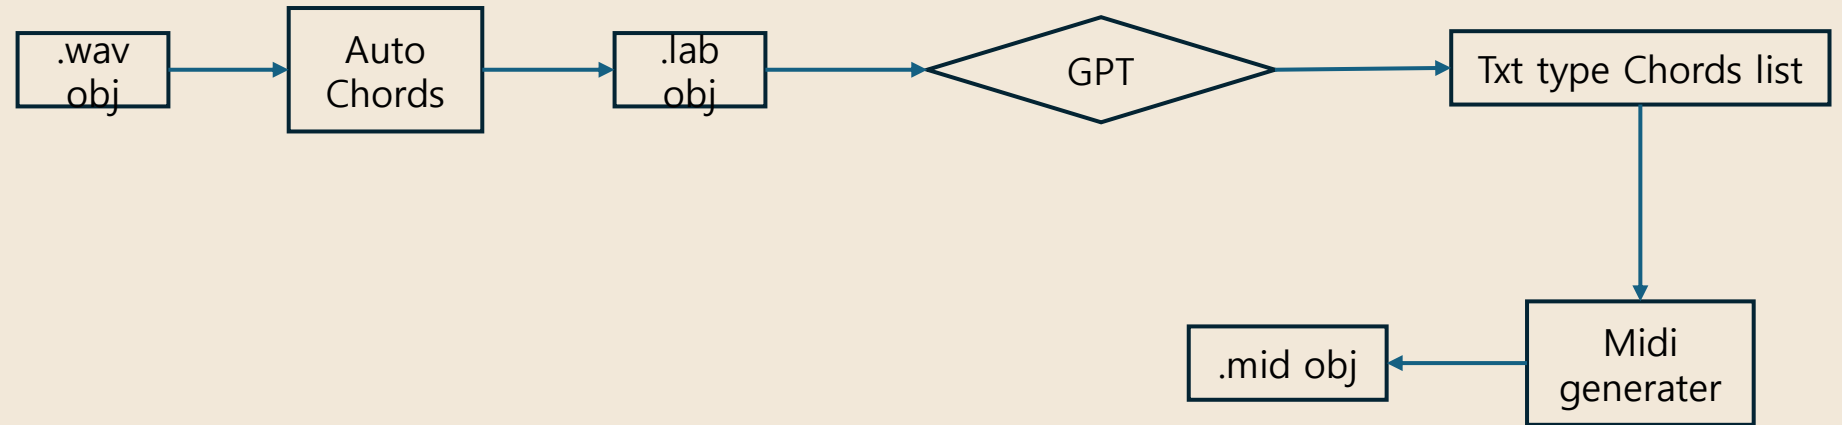 .wav
obj
Auto
Chords
.lab
obj
GPT
Txt type Chords list
Midi
generater
.mid obj